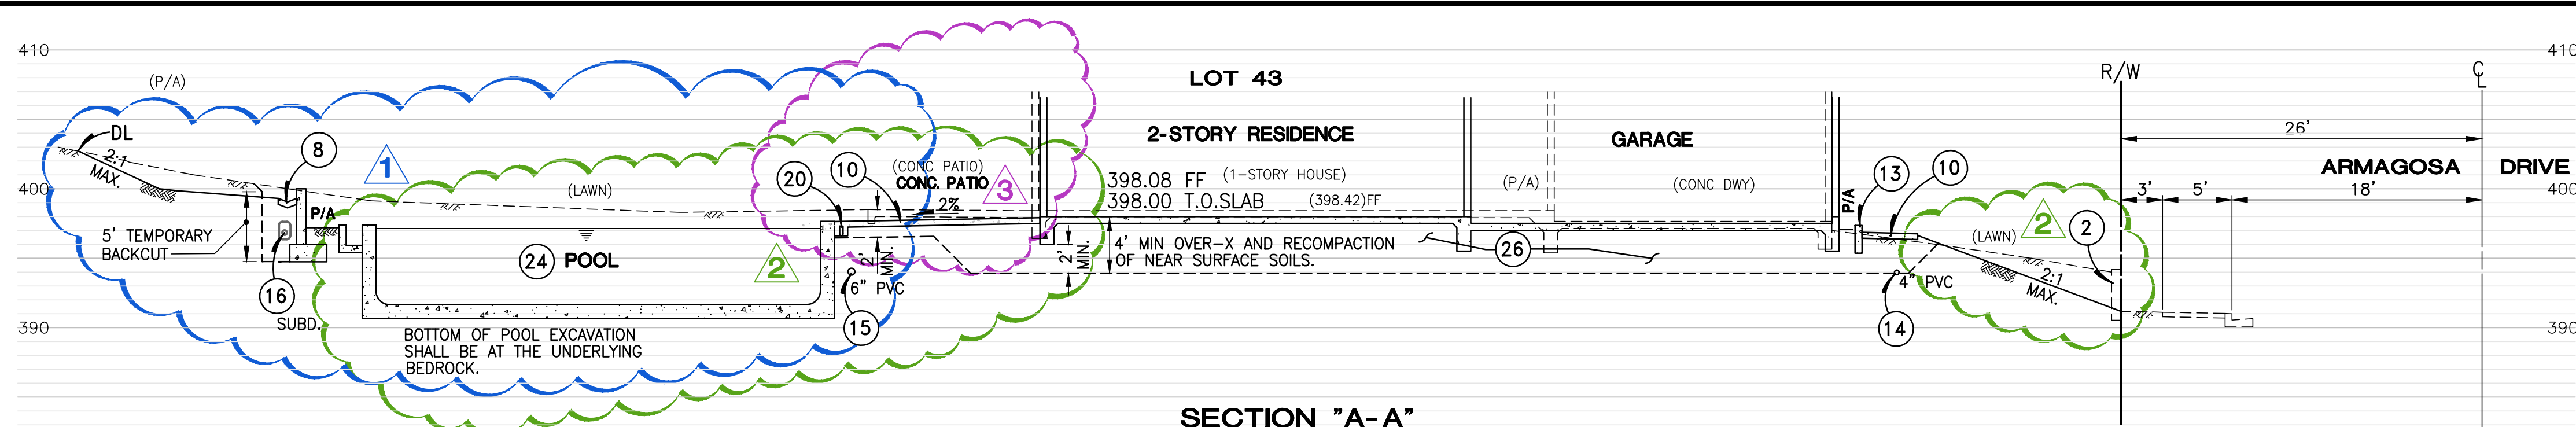 410
410
(P/A)
LOT 43
R/W
℄
DL
2:1
MAX.
8
1
26'
2-STORY RESIDENCE
GARAGE
ARMAGOSA DRIVE
400
400
(LAWN)
20
10
(CONC PATIO)
CONC. PATIO
3
2%
398.08 FF (1-STORY HOUSE)
398.00 T.O.SLAB (398.42)FF
(P/A)
(CONC DWY)
P/A
13
10
3'
5'
18'
P/A
5' TEMPORARY
BACKCUT
24 POOL
2
2'
MIN.
2'
MIN.
4' MIN OVER-X AND RECOMPACTION
OF NEAR SURFACE SOILS.
26
(LAWN)
2
2
2:1
MAX.
6" PVC
4" PVC
16
SUBD.
15
14
390
390
BOTTOM OF POOL EXCAVATION
SHALL BE AT THE UNDERLYING
BEDROCK.
SECTION "A-A"